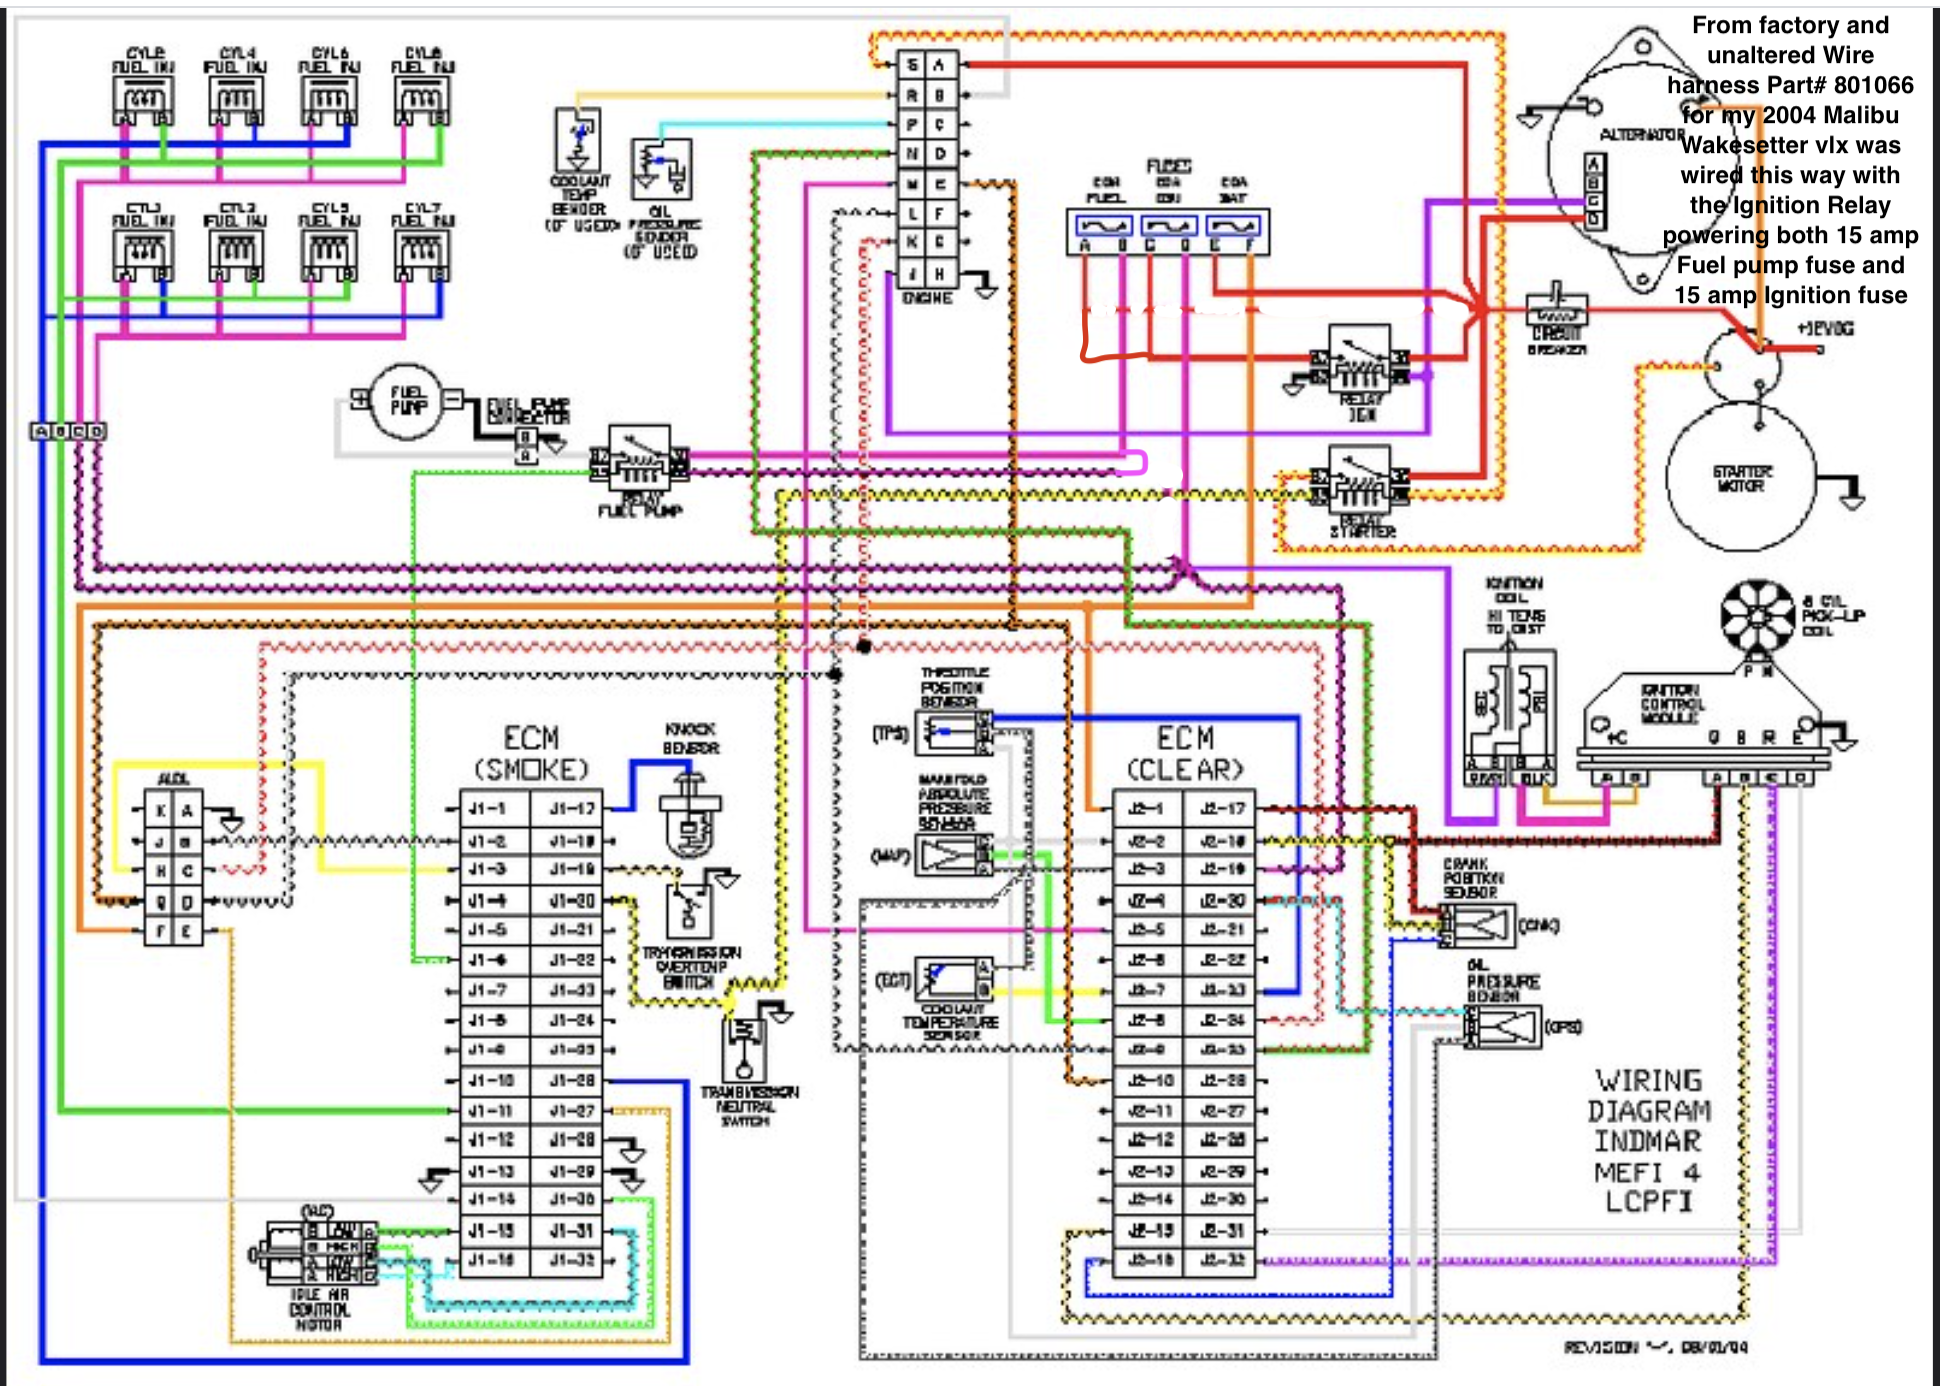 From factory and
unaltered Wire
harness Part# 801066
for my 2004 Malibu
Wakesetter vlx was
wired this way with
the Ignition Relay
powering both 15 amp
Fuel pump fuse and
15 amp Ignition fuse
CYL2 CYL4 CYL6 CYL8
FUEL INJ FUEL INJ FUEL INJ FUEL INJ
A B A B A B A B
CYL1 CYL3 CYL5 CYL7
FUEL INJ FUEL INJ FUEL INJ FUEL INJ
A B A B A B A B
A B C D
COOLANT
TEMP
SENDER
(IF USED)
OIL
PRESSURE
SENDER
(IF USED)
S A
R B
P C
N D
M E
L F
K G
J H
ENGINE
FUSES
FUEL IGN BAT
A B C D E F
ALTERNATOR
A
B
C
D
CIRCUIT
BREAKER
+12VDC
RELAY
IGN
RELAY
STARTER
STARTER
MOTOR
FUEL
PUMP
+ −
FUEL PUMP
CONNECTOR
B
A
RELAY
FUEL PUMP
IGNITION
COIL
HI TENS
TO DIST
SEC PRI
A B B A
GRAY BLK
8 CYL
PICK-UP
COIL
P N
IGNITION
CONTROL
MODULE
+C G B R E
A B A B C D
ALDL
K A
J B
H C
G D
F E
ECM
(SMOKE)
J1-1 J1-17
J1-2 J1-18
J1-3 J1-19
J1-4 J1-20
J1-5 J1-21
J1-6 J1-22
J1-7 J1-23
J1-8 J1-24
J1-9 J1-25
J1-10 J1-26
J1-11 J1-27
J1-12 J1-28
J1-13 J1-29
J1-14 J1-30
J1-15 J1-31
J1-16 J1-32
KNOCK
SENSOR
TRANSMISSION
OVERTEMP
SWITCH
TRANSMISSION
NEUTRAL
SWITCH
THROTTLE
POSITION
SENSOR
(TPS)
MANIFOLD
ABSOLUTE
PRESSURE
SENSOR
(MAP)
(ECT)
A
B
COOLANT
TEMPERATURE
SENSOR
ECM
(CLEAR)
J2-1 J2-17
J2-2 J2-18
J2-3 J2-19
J2-4 J2-20
J2-5 J2-21
J2-6 J2-22
J2-7 J2-23
J2-8 J2-24
J2-9 J2-25
J2-10 J2-26
J2-11 J2-27
J2-12 J2-28
J2-13 J2-29
J2-14 J2-30
J2-15 J2-31
J2-16 J2-32
CRANK
POSITION
SENSOR
(CNK)
OIL
PRESSURE
SENSOR
(OPS)
(IAC)
B LOW A
B HIGH B
A LOW C
A HIGH D
IDLE AIR
CONTROL
MOTOR
WIRING
DIAGRAM
INDMAR
MEFI 4
LCPFI
REVISION